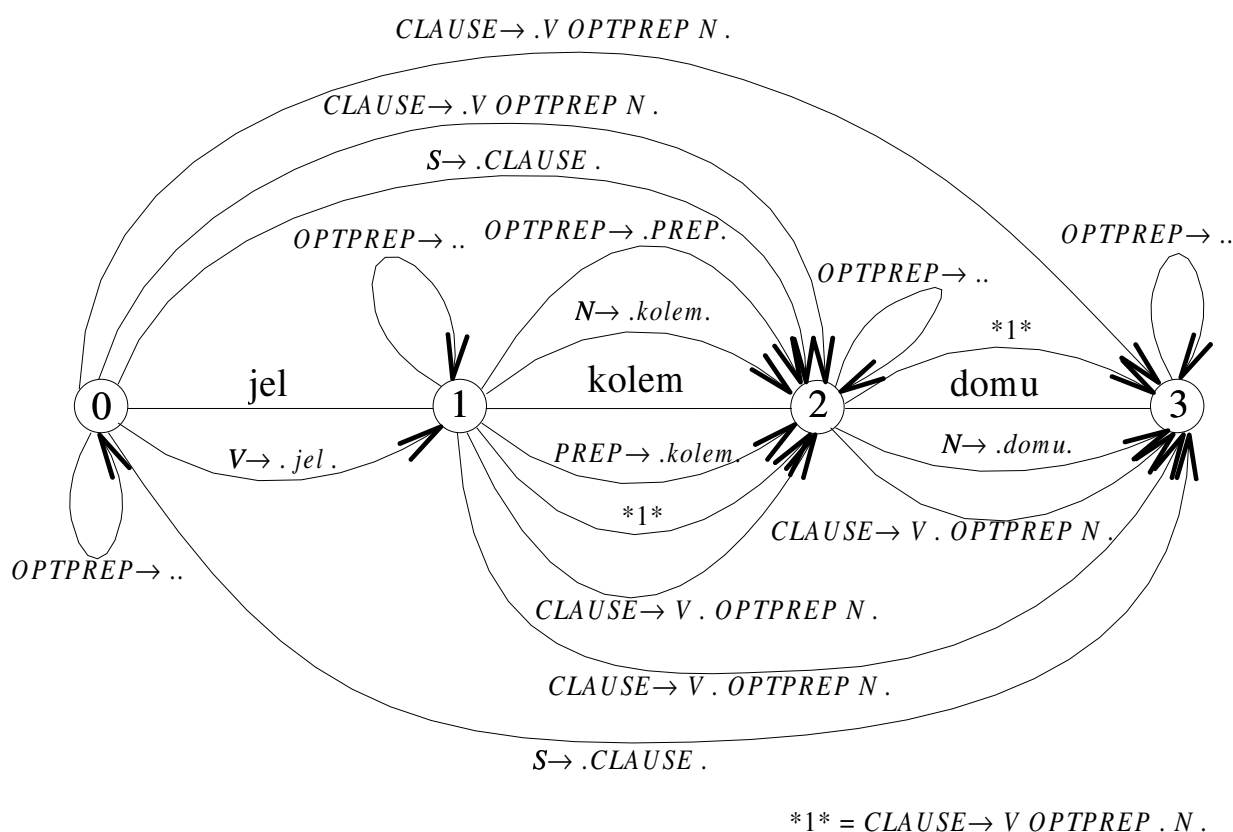 CLAUSE→ .V OPTPREP N .
CLAUSE→ .V OPTPREP N .
S→ .CLAUSE .
OPTPREP→ ..
OPTPREP→ .PREP.
OPTPREP→ ..
OPTPREP→ ..
N→ .kolem.
*1*
jel
kolem
domu
0
1
2
3
V→ . jel .
PREP→ .kolem.
N→ .domu.
*1*
CLAUSE→ V . OPTPREP N .
OPTPREP→ ..
CLAUSE→ V . OPTPREP N .
CLAUSE→ V . OPTPREP N .
S→ .CLAUSE .
*1* = CLAUSE→ V OPTPREP . N .